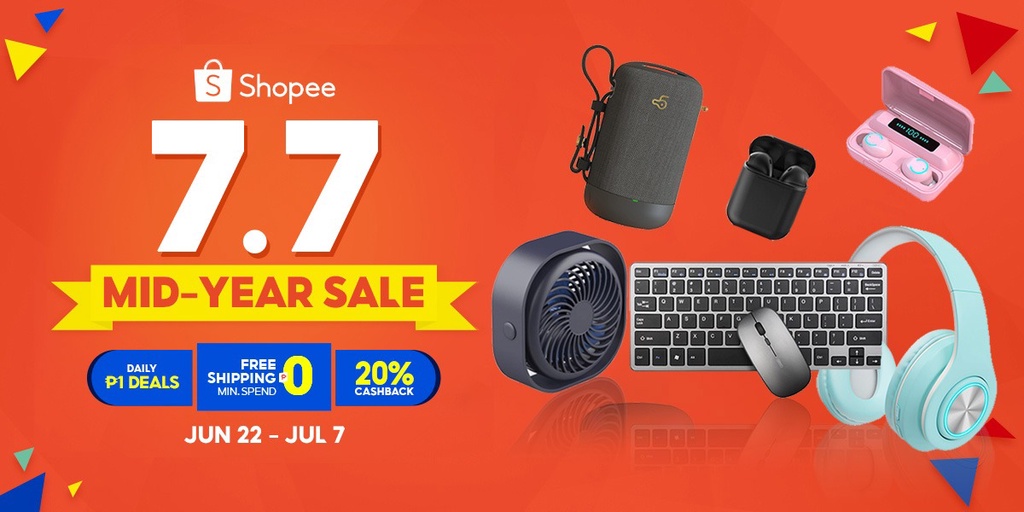 Shopee
7.7
MID-YEAR SALE
DAILY
₱1 DEALS
FREE
SHIPPING ₱0
MIN. SPEND
20%
CASHBACK
JUN 22 - JUL 7
100